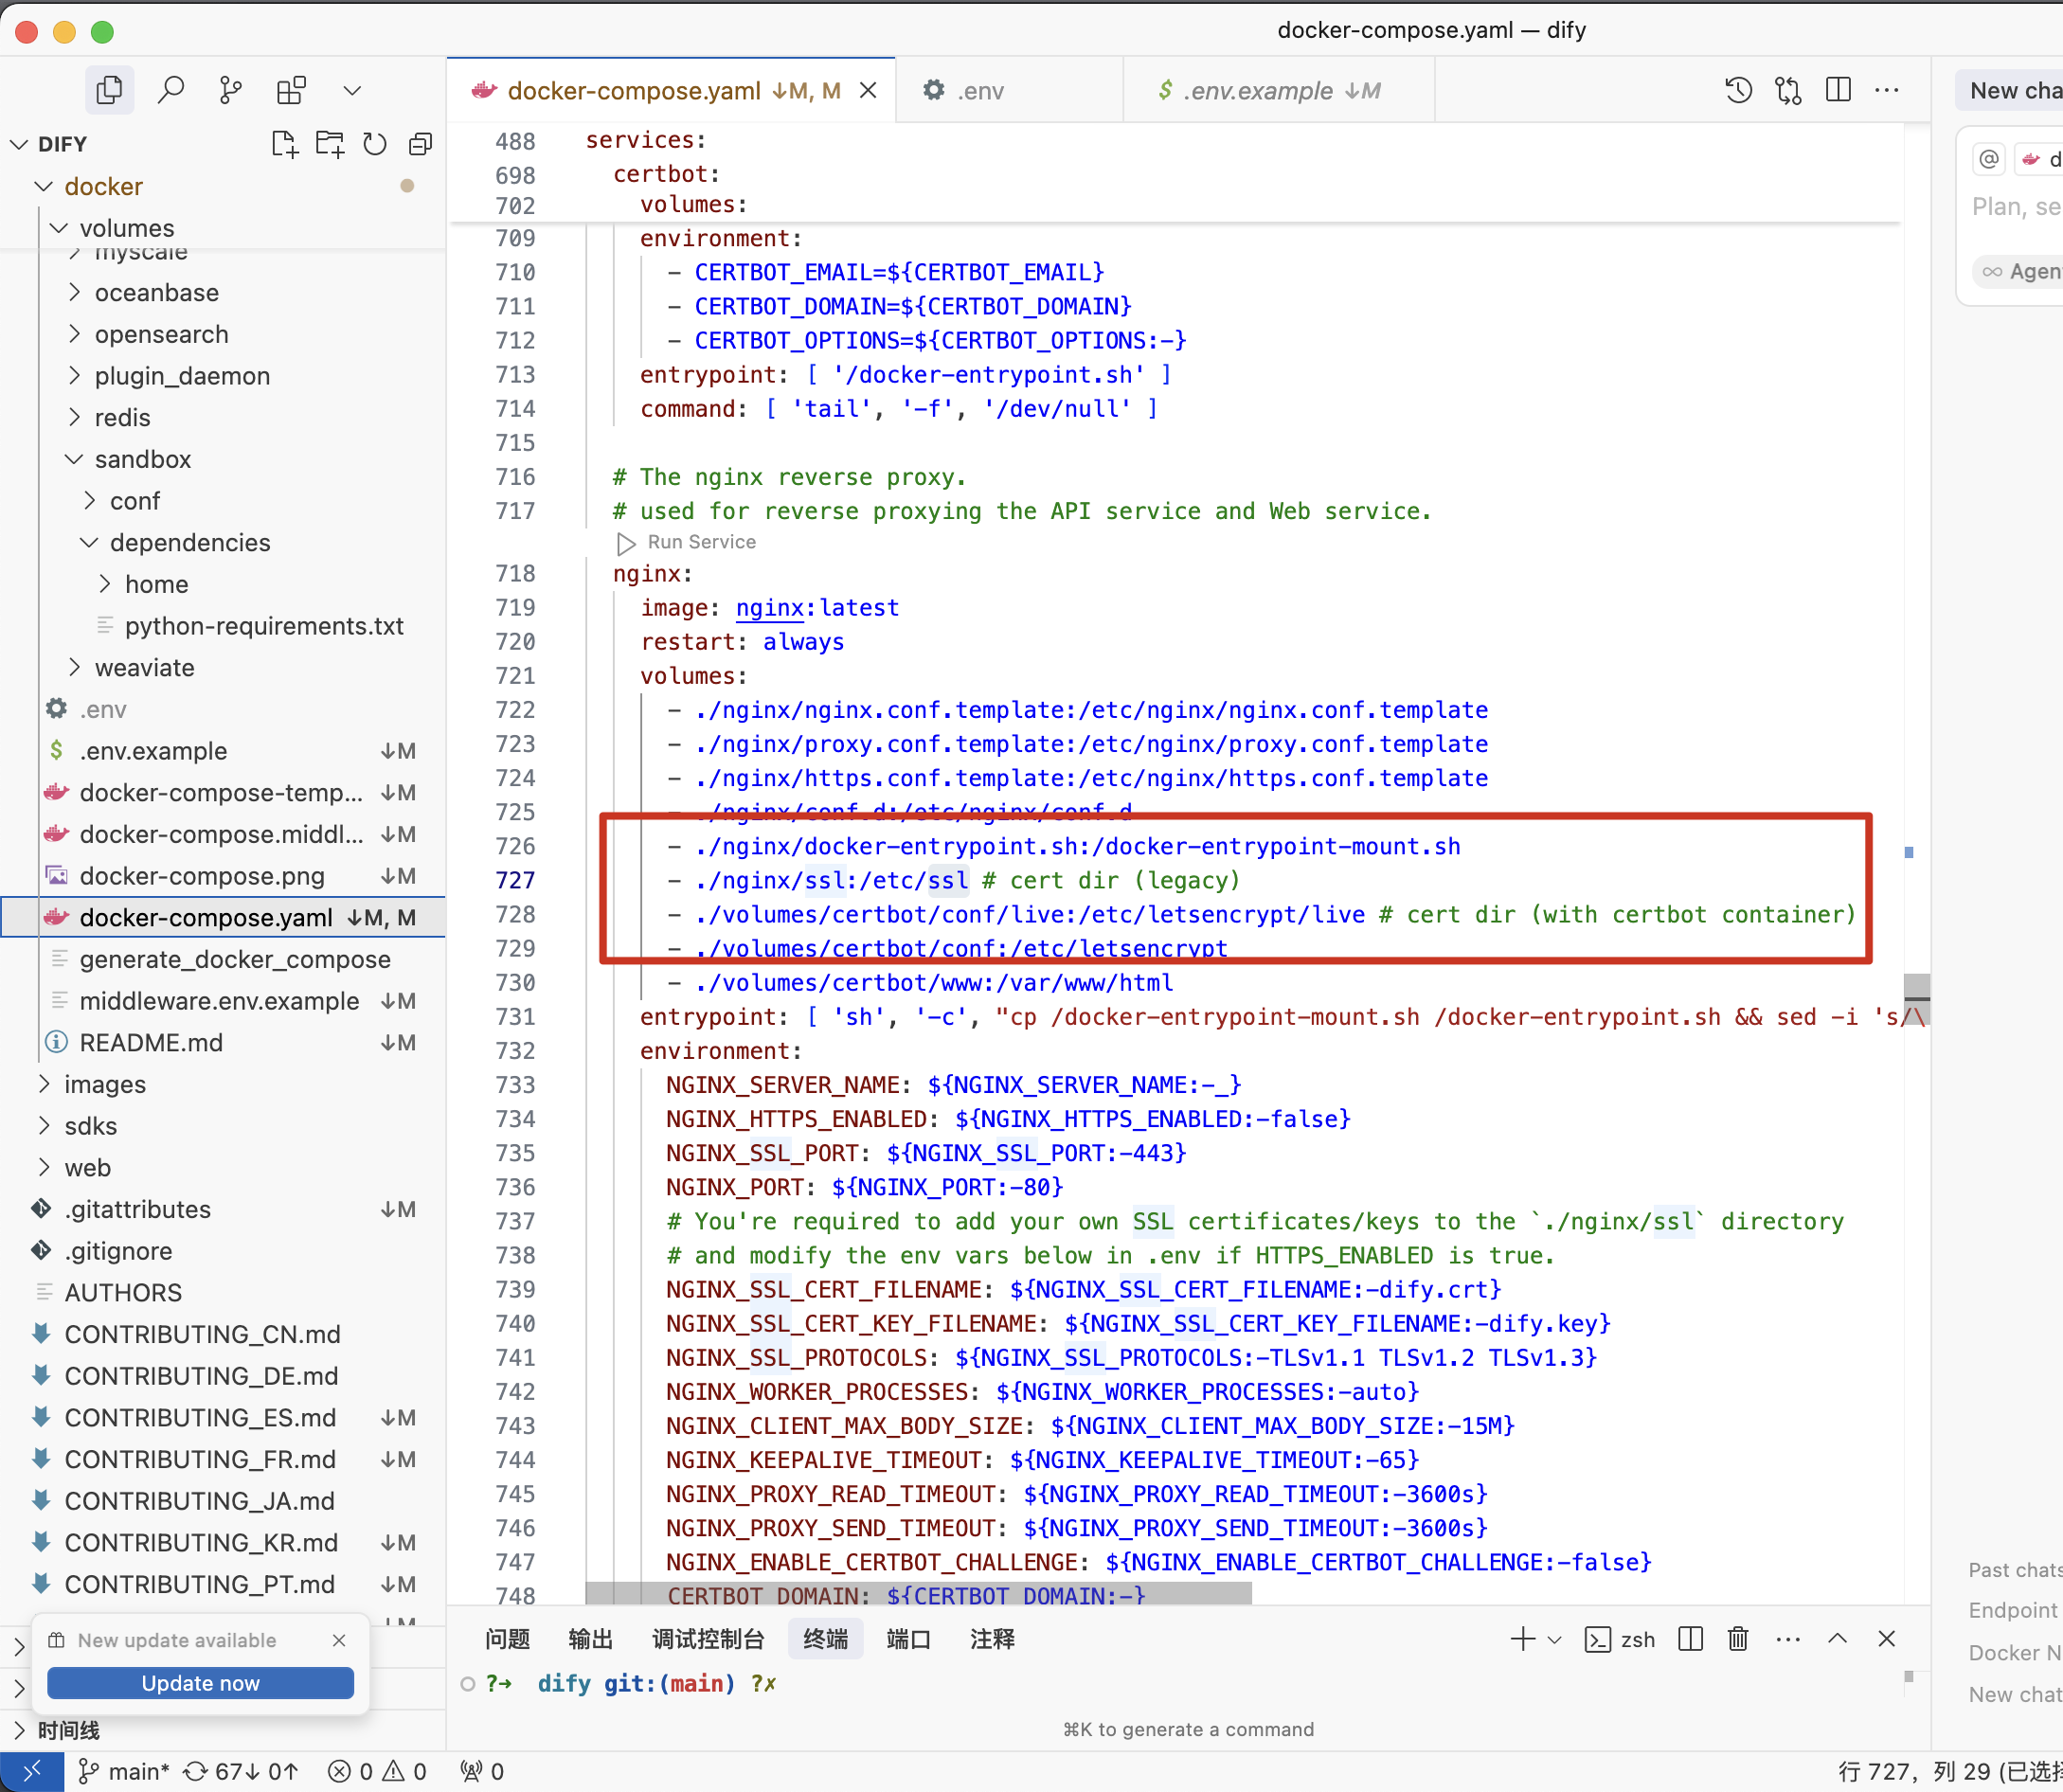 docker-compose.yaml — dify
docker-compose.yaml ↓M, M
.env
.env.example ↓M
New cha
DIFY
docker
volumes
myscale
oceanbase
opensearch
plugin_daemon
redis
sandbox
conf
dependencies
home
python-requirements.txt
weaviate
.env
.env.example ↓M
docker-compose-temp... ↓M
docker-compose.middl... ↓M
docker-compose.png ↓M
docker-compose.yaml ↓M, M
generate_docker_compose
middleware.env.example ↓M
README.md ↓M
images
sdks
web
.gitattributes ↓M
.gitignore
AUTHORS
CONTRIBUTING_CN.md
CONTRIBUTING_DE.md
CONTRIBUTING_ES.md ↓M
CONTRIBUTING_FR.md ↓M
CONTRIBUTING_JA.md
CONTRIBUTING_KR.md ↓M
CONTRIBUTING_PT.md ↓M
↓M
New update available
Update now
时间线
488 services:
698 certbot:
702 volumes:
709 environment:
710 - CERTBOT_EMAIL=${CERTBOT_EMAIL}
711 - CERTBOT_DOMAIN=${CERTBOT_DOMAIN}
712 - CERTBOT_OPTIONS=${CERTBOT_OPTIONS:-}
713 entrypoint: [ '/docker-entrypoint.sh' ]
714 command: [ 'tail', '-f', '/dev/null' ]
715
716 # The nginx reverse proxy.
717 # used for reverse proxying the API service and Web service.
Run Service
718 nginx:
719 image: nginx:latest
720 restart: always
721 volumes:
722 - ./nginx/nginx.conf.template:/etc/nginx/nginx.conf.template
723 - ./nginx/proxy.conf.template:/etc/nginx/proxy.conf.template
724 - ./nginx/https.conf.template:/etc/nginx/https.conf.template
725 - ./nginx/conf.d:/etc/nginx/conf.d
726 - ./nginx/docker-entrypoint.sh:/docker-entrypoint-mount.sh
727 - ./nginx/ssl:/etc/ssl # cert dir (legacy)
728 - ./volumes/certbot/conf/live:/etc/letsencrypt/live # cert dir (with certbot container)
729 - ./volumes/certbot/conf:/etc/letsencrypt
730 - ./volumes/certbot/www:/var/www/html
731 entrypoint: [ 'sh', '-c', "cp /docker-entrypoint-mount.sh /docker-entrypoint.sh && sed -i 's/\
732 environment:
733 NGINX_SERVER_NAME: ${NGINX_SERVER_NAME:-_}
734 NGINX_HTTPS_ENABLED: ${NGINX_HTTPS_ENABLED:-false}
735 NGINX_SSL_PORT: ${NGINX_SSL_PORT:-443}
736 NGINX_PORT: ${NGINX_PORT:-80}
737 # You're required to add your own SSL certificates/keys to the `./nginx/ssl` directory
738 # and modify the env vars below in .env if HTTPS_ENABLED is true.
739 NGINX_SSL_CERT_FILENAME: ${NGINX_SSL_CERT_FILENAME:-dify.crt}
740 NGINX_SSL_CERT_KEY_FILENAME: ${NGINX_SSL_CERT_KEY_FILENAME:-dify.key}
741 NGINX_SSL_PROTOCOLS: ${NGINX_SSL_PROTOCOLS:-TLSv1.1 TLSv1.2 TLSv1.3}
742 NGINX_WORKER_PROCESSES: ${NGINX_WORKER_PROCESSES:-auto}
743 NGINX_CLIENT_MAX_BODY_SIZE: ${NGINX_CLIENT_MAX_BODY_SIZE:-15M}
744 NGINX_KEEPALIVE_TIMEOUT: ${NGINX_KEEPALIVE_TIMEOUT:-65}
745 NGINX_PROXY_READ_TIMEOUT: ${NGINX_PROXY_READ_TIMEOUT:-3600s}
746 NGINX_PROXY_SEND_TIMEOUT: ${NGINX_PROXY_SEND_TIMEOUT:-3600s}
747 NGINX_ENABLE_CERTBOT_CHALLENGE: ${NGINX_ENABLE_CERTBOT_CHALLENGE:-false}
748 CERTBOT_DOMAIN: ${CERTBOT_DOMAIN:-}
问题 输出 调试控制台 终端 端口 注释
zsh
?→ dify git:(main) ?✗
⌘K to generate a command
@ d
Plan, se
∞ Agen
Past chats
Endpoint
Docker N
New chat
main* 67↓ 0↑ 0 0 0
行 727，列 29 (已选择